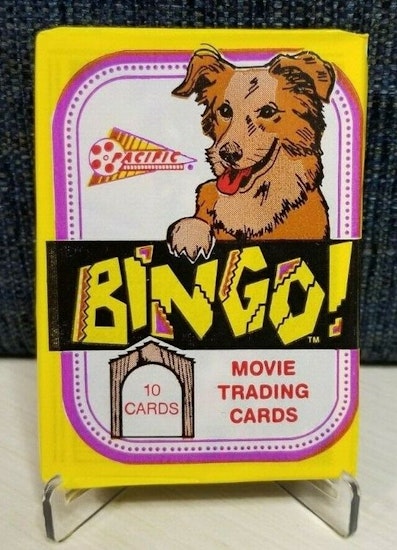 PACIFIC ®
BINGO! ™
10
CARDS
MOVIE
TRADING
CARDS